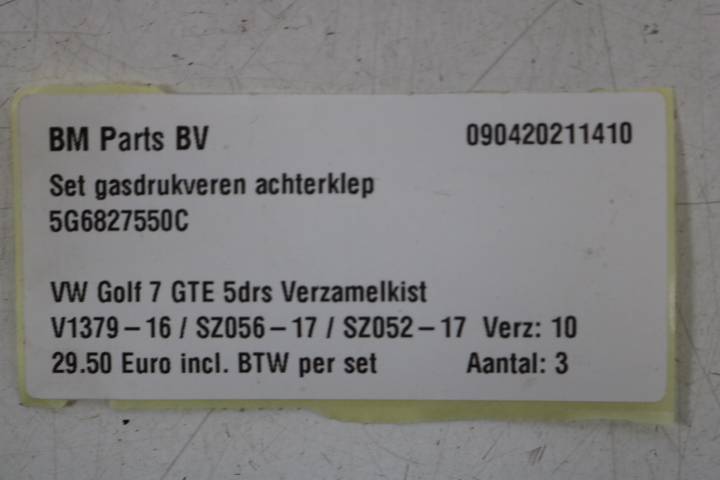 BM Parts BV 090420211410
Set gasdrukveren achterklep
5G6827550C
VW Golf 7 GTE 5drs Verzamelkist
V1379-16 / SZ056-17 / SZ052-17 Verz: 10
29.50 Euro incl. BTW per set Aantal: 3